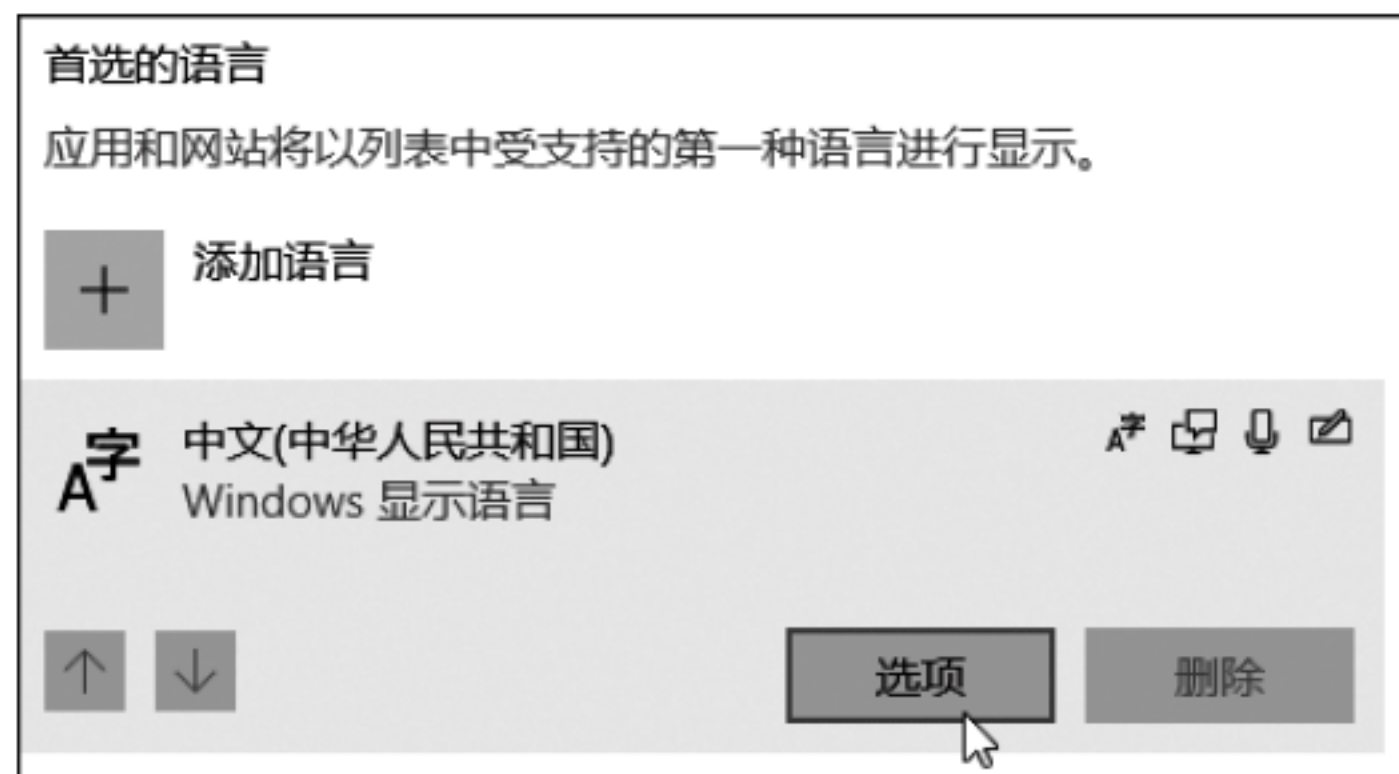 首选的语言
应用和网站将以列表中受支持的第一种语言进行显示。
添加语言
中文(中华人民共和国)
Windows 显示语言
选项
删除